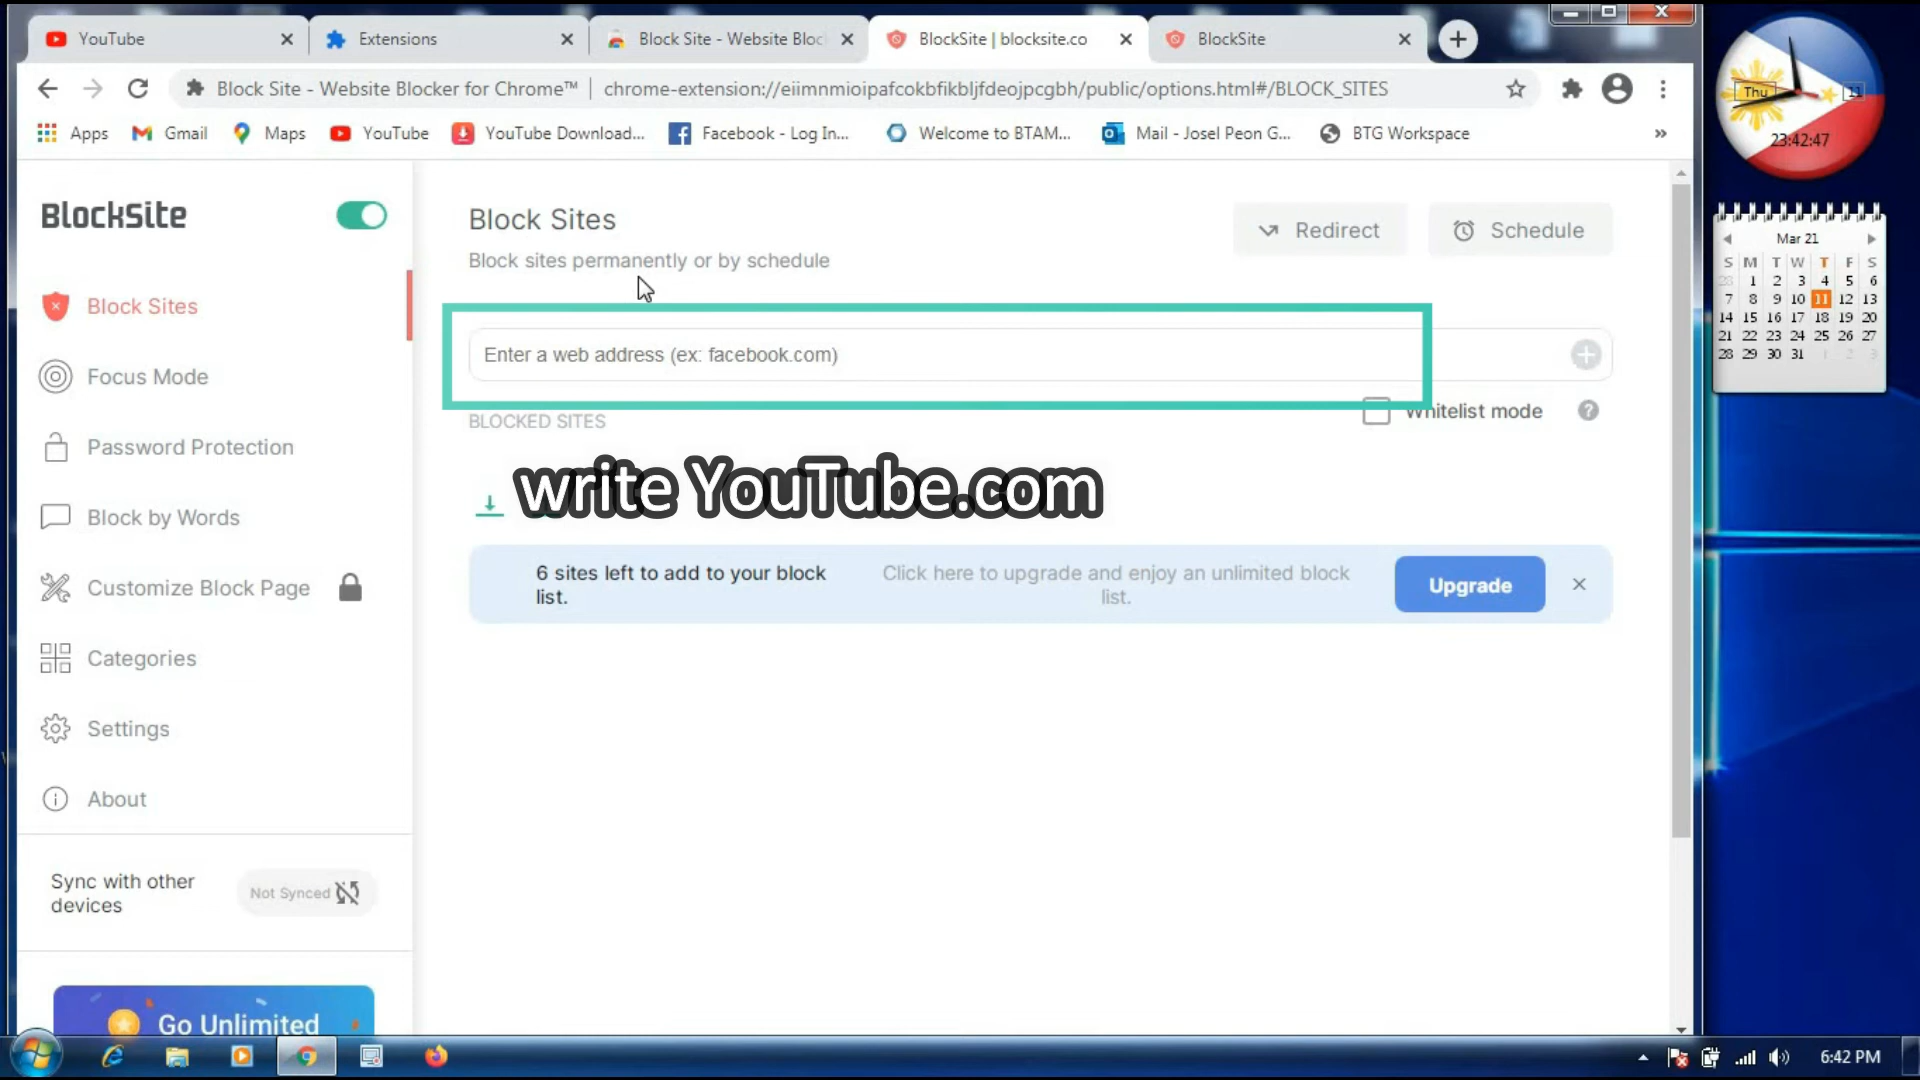 YouTube
Extensions
Block Site - Website Bloc
BlockSite | blocksite.co
BlockSite
Block Site - Website Blocker for Chrome™ | chrome-extension://eiimnmioipafcokbfikbljfdeojpcgbh/public/options.html#/BLOCK_SITES
Apps
Gmail
Maps
YouTube
YouTube Download...
Facebook - Log In...
Welcome to BTAM...
Mail - Josel Peon G...
BTG Workspace
»
BlockSite
Block Sites
Focus Mode
Password Protection
Block by Words
Customize Block Page
Categories
Settings
About
Sync with other
devices
Not Synced
Go Unlimited
Block Sites
Block sites permanently or by schedule
Redirect
Schedule
Enter a web address (ex: facebook.com)
BLOCKED SITES
Whitelist mode
?
write YouTube.com
6 sites left to add to your block
list.
Click here to upgrade and enjoy an unlimited block
list.
Upgrade
Thu
11
23:42:47
Mar 21
S M T W T F S
28 1 2 3 4 5 6
7 8 9 10 11 12 13
14 15 16 17 18 19 20
21 22 23 24 25 26 27
28 29 30 31 1 2 3
6:42 PM